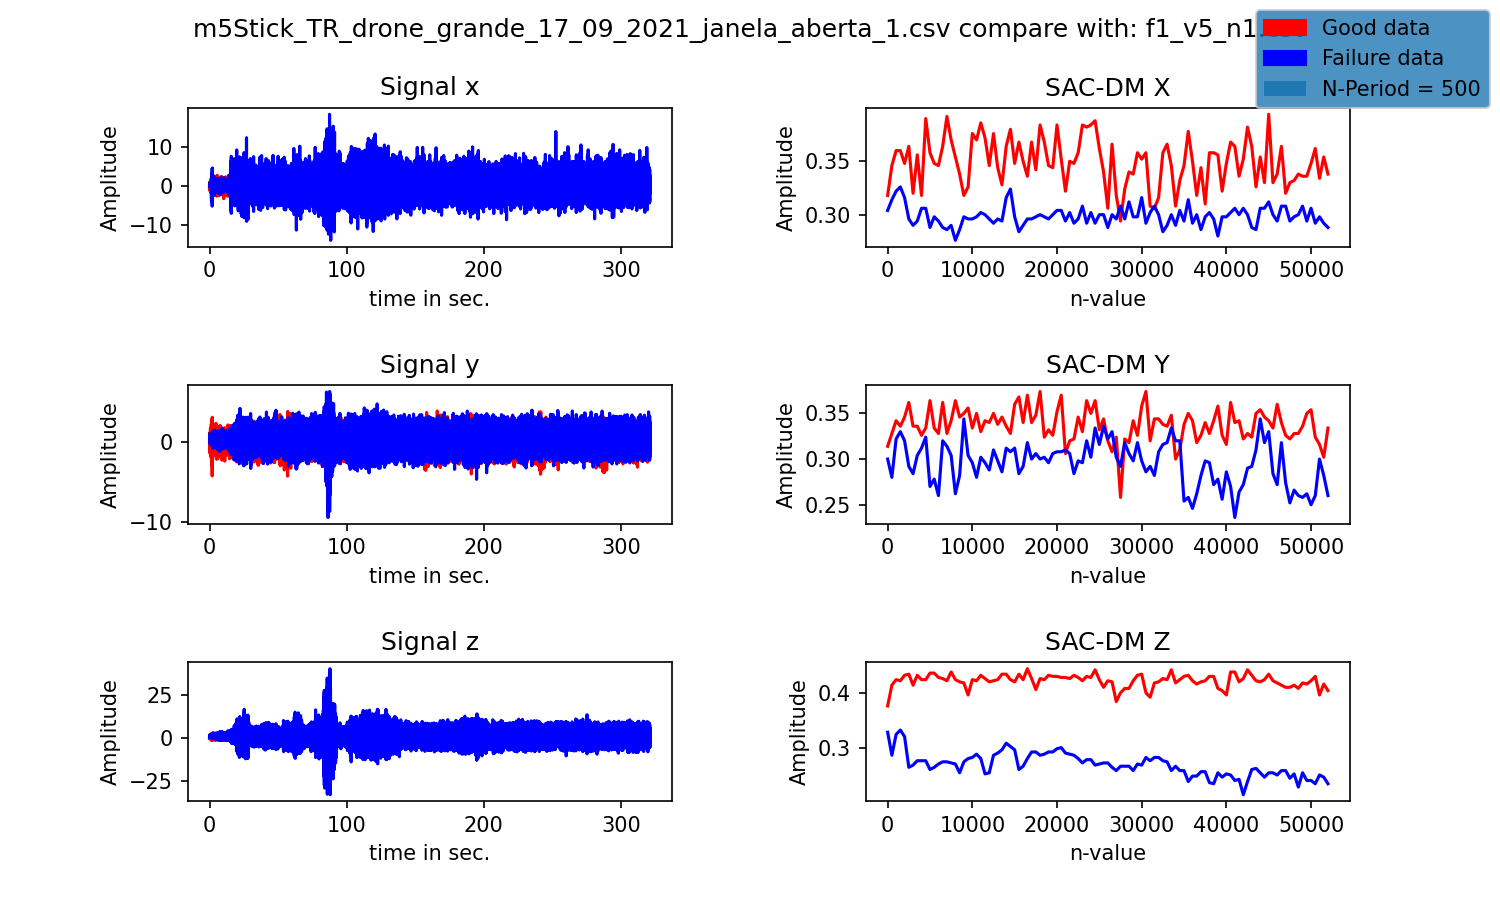 m5Stick_TR_drone_grande_17_09_2021_janela_aberta_1.csv compare with: f1_v5_n1
Good data
Failure data
N-Period = 500
Signal x
Amplitude
10
0
−10
0 100 200 300
time in sec.
SAC-DM X
Amplitude
0.35
0.30
0 10000 20000 30000 40000 50000
n-value
Signal y
Amplitude
0
−10
0 100 200 300
time in sec.
SAC-DM Y
Amplitude
0.35
0.30
0.25
0 10000 20000 30000 40000 50000
n-value
Signal z
Amplitude
25
0
−25
0 100 200 300
time in sec.
SAC-DM Z
Amplitude
0.4
0.3
0 10000 20000 30000 40000 50000
n-value